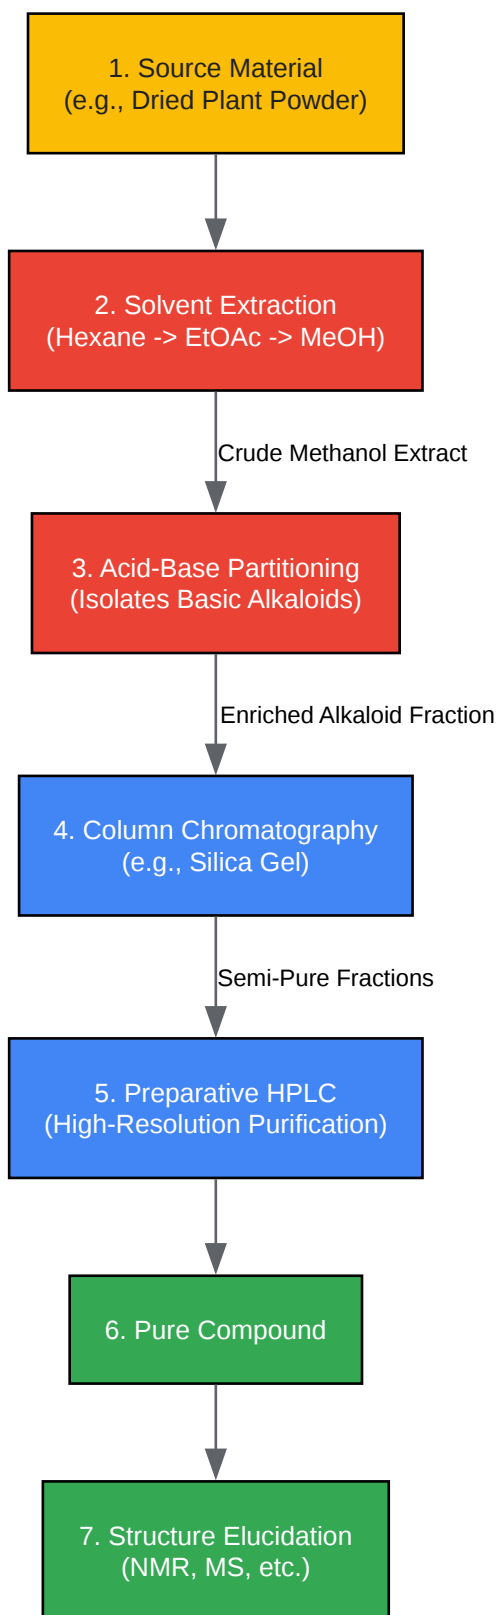 1. Source Material
(e.g., Dried Plant Powder)
2. Solvent Extraction
(Hexane -> EtOAc -> MeOH)
Crude Methanol Extract
3. Acid-Base Partitioning
(Isolates Basic Alkaloids)
Enriched Alkaloid Fraction
4. Column Chromatography
(e.g., Silica Gel)
Semi-Pure Fractions
5. Preparative HPLC
(High-Resolution Purification)
6. Pure Compound
7. Structure Elucidation
(NMR, MS, etc.)